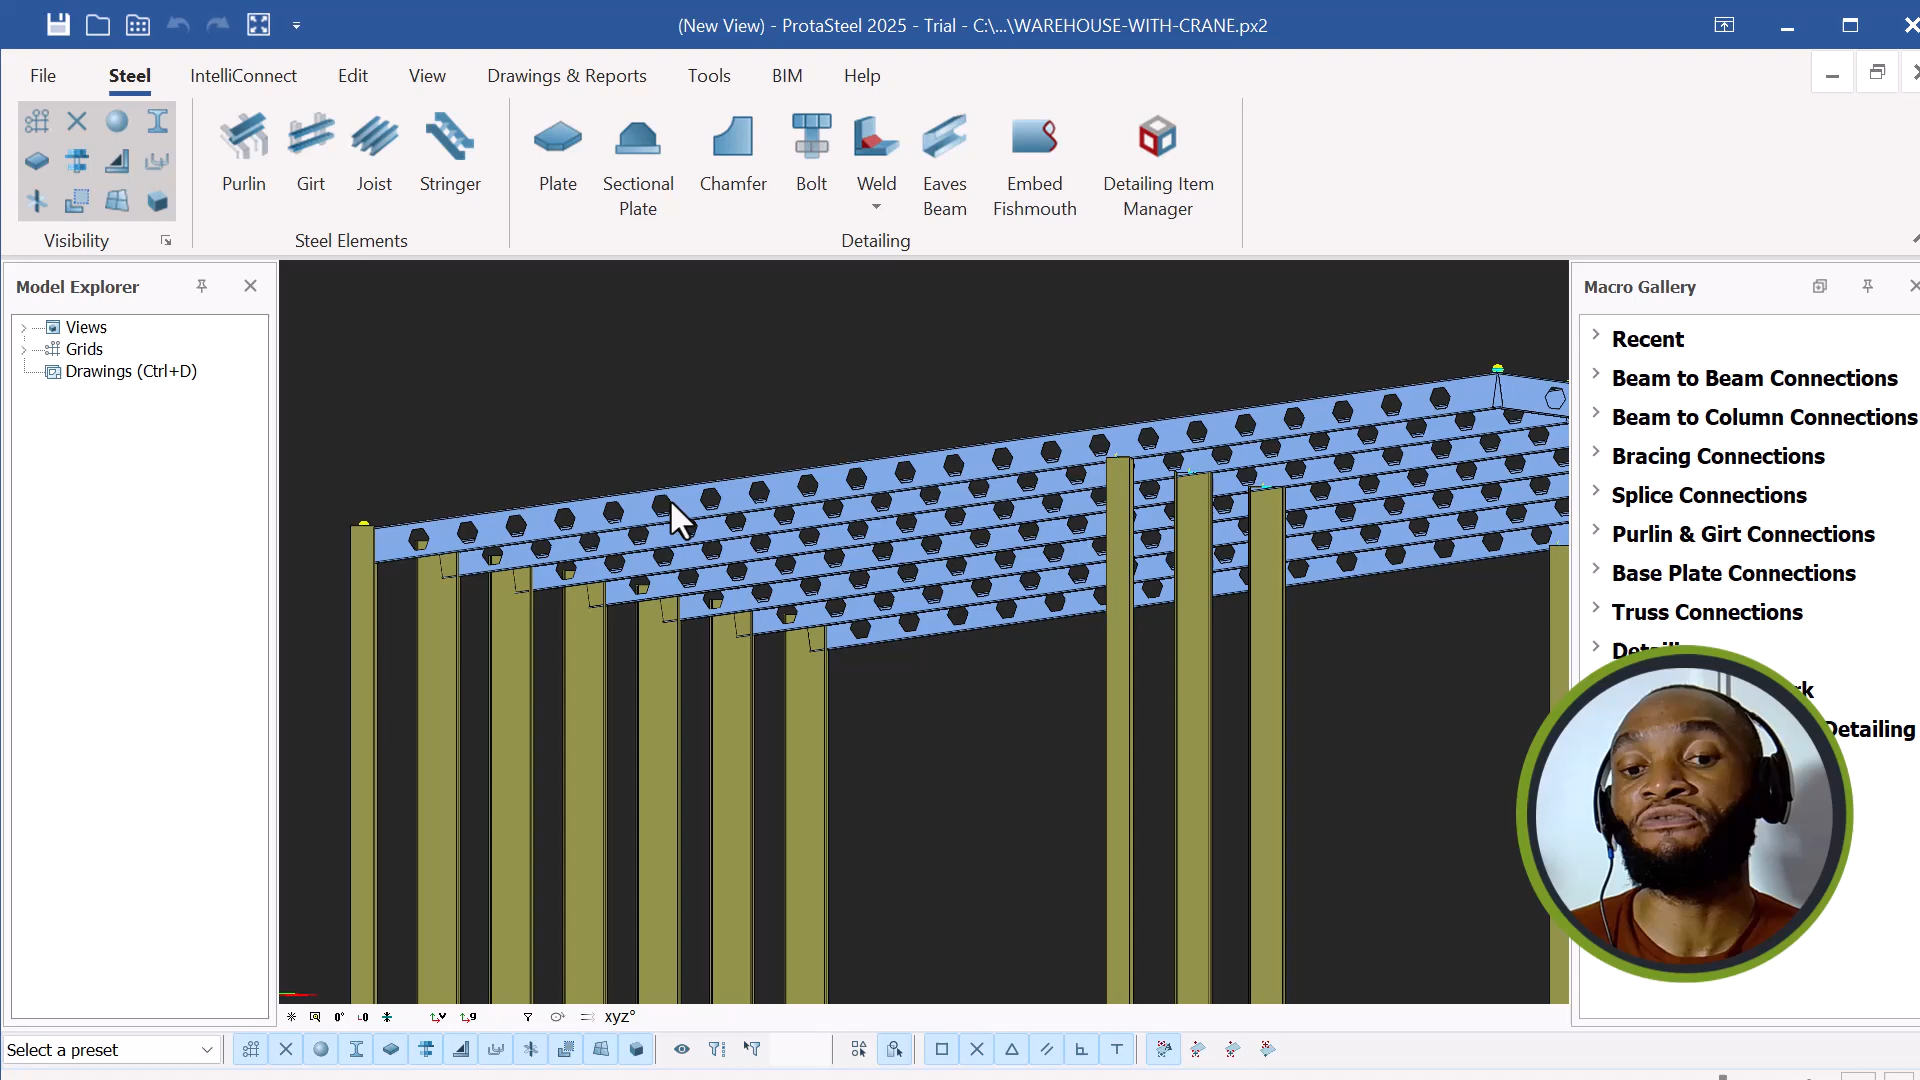 (New View) - ProtaSteel 2025 - Trial - C:\...\WAREHOUSE-WITH-CRANE.px2
File Steel IntelliConnect Edit View Drawings & Reports Tools BIM Help
Purlin Girt Joist Stringer Plate Sectional Plate Chamfer Bolt Weld Eaves Beam Embed Fishmouth Detailing Item Manager
Visibility Steel Elements Detailing
Model Explorer
Views
Grids
Drawings (Ctrl+D)
Macro Gallery
Recent
Beam to Beam Connections
Beam to Column Connections
Bracing Connections
Splice Connections
Purlin & Girt Connections
Base Plate Connections
Truss Connections
Detailing
xyz°
Select a preset